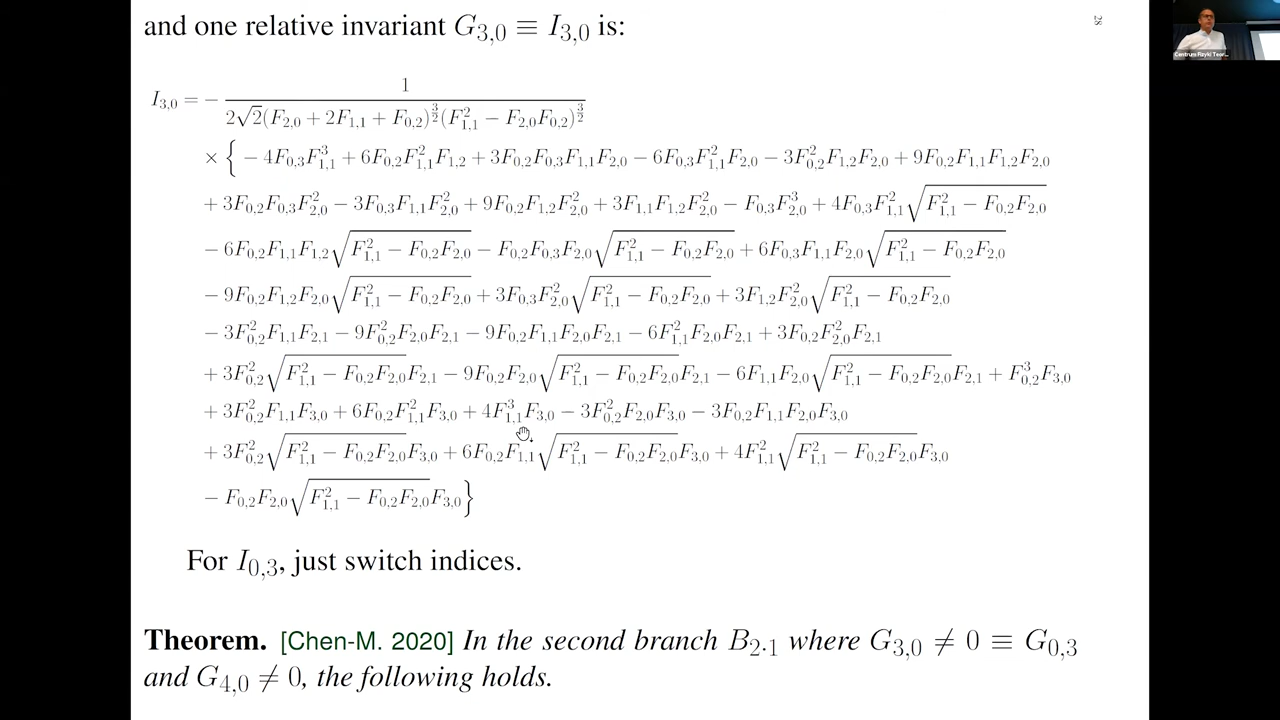 and one relative invariant G_{3,0} ≡ I_{3,0} is:
28
Centrum Fizyki Teor...
I_{3,0} = − \frac{1}{2\sqrt{2}(F_{2,0} + 2F_{1,1} + F_{0,2})^{\frac{3}{2}}(F_{1,1}^2 − F_{2,0}F_{0,2})^{\frac{3}{2}}}
× { − 4F_{0,3}F_{1,1}^3 + 6F_{0,2}F_{1,1}^2F_{1,2} + 3F_{0,2}F_{0,3}F_{1,1}F_{2,0} − 6F_{0,3}F_{1,1}^2F_{2,0} − 3F_{0,2}^2F_{1,2}F_{2,0} + 9F_{0,2}F_{1,1}F_{1,2}F_{2,0}
+ 3F_{0,2}F_{0,3}F_{2,0}^2 − 3F_{0,3}F_{1,1}F_{2,0}^2 + 9F_{0,2}F_{1,2}F_{2,0}^2 + 3F_{1,1}F_{1,2}F_{2,0}^2 − F_{0,3}F_{2,0}^3 + 4F_{0,3}F_{1,1}^2\sqrt{F_{1,1}^2 − F_{0,2}F_{2,0}}
− 6F_{0,2}F_{1,1}F_{1,2}\sqrt{F_{1,1}^2 − F_{0,2}F_{2,0}} − F_{0,2}F_{0,3}F_{2,0}\sqrt{F_{1,1}^2 − F_{0,2}F_{2,0}} + 6F_{0,3}F_{1,1}F_{2,0}\sqrt{F_{1,1}^2 − F_{0,2}F_{2,0}}
− 9F_{0,2}F_{1,2}F_{2,0}\sqrt{F_{1,1}^2 − F_{0,2}F_{2,0}} + 3F_{0,3}F_{2,0}^2\sqrt{F_{1,1}^2 − F_{0,2}F_{2,0}} + 3F_{1,2}F_{2,0}^2\sqrt{F_{1,1}^2 − F_{0,2}F_{2,0}}
− 3F_{0,2}^2F_{1,1}F_{2,1} − 9F_{0,2}^2F_{2,0}F_{2,1} − 9F_{0,2}F_{1,1}F_{2,0}F_{2,1} − 6F_{1,1}^2F_{2,0}F_{2,1} + 3F_{0,2}F_{2,0}^2F_{2,1}
+ 3F_{0,2}^2\sqrt{F_{1,1}^2 − F_{0,2}F_{2,0}}F_{2,1} − 9F_{0,2}F_{2,0}\sqrt{F_{1,1}^2 − F_{0,2}F_{2,0}}F_{2,1} − 6F_{1,1}F_{2,0}\sqrt{F_{1,1}^2 − F_{0,2}F_{2,0}}F_{2,1} + F_{0,2}^3F_{3,0}
+ 3F_{0,2}^2F_{1,1}F_{3,0} + 6F_{0,2}F_{1,1}^2F_{3,0} + 4F_{1,1}^3F_{3,0} − 3F_{0,2}^2F_{2,0}F_{3,0} − 3F_{0,2}F_{1,1}F_{2,0}F_{3,0}
+ 3F_{0,2}^2\sqrt{F_{1,1}^2 − F_{0,2}F_{2,0}}F_{3,0} + 6F_{0,2}F_{1,1}\sqrt{F_{1,1}^2 − F_{0,2}F_{2,0}}F_{3,0} + 4F_{1,1}^2\sqrt{F_{1,1}^2 − F_{0,2}F_{2,0}}F_{3,0}
− F_{0,2}F_{2,0}\sqrt{F_{1,1}^2 − F_{0,2}F_{2,0}}F_{3,0} }
For I_{0,3}, just switch indices.
Theorem. [Chen-M. 2020] In the second branch B_{2·1} where G_{3,0} ≠ 0 ≡ G_{0,3}
and G_{4,0} ≠ 0, the following holds.